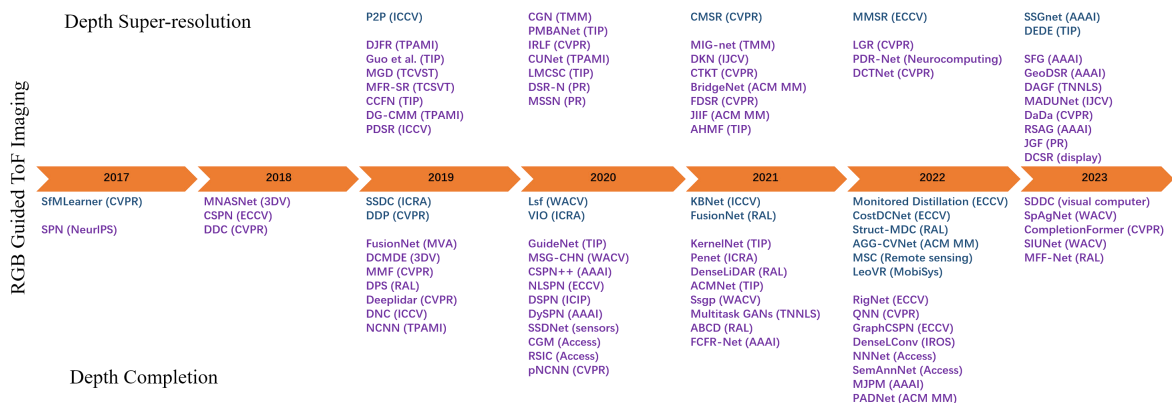 Depth Super-resolution
RGB Guided ToF Imaging
P2P (ICCV)
DJFR (TPAMI)
Guo et al. (TIP)
MGD (TCVST)
MFR-SR (TCSVT)
CCFN (TIP)
DG-CMM (TPAMI)
PDSR (ICCV)
CGN (TMM)
PMBANet (TIP)
IRLF (CVPR)
CUNet (TPAMI)
LMCSC (TIP)
DSR-N (PR)
MSSN (PR)
CMSR (CVPR)
MIG-net (TMM)
DKN (IJCV)
CTKT (CVPR)
BridgeNet (ACM MM)
FDSR (CVPR)
JIIF (ACM MM)
AHMF (TIP)
MMSR (ECCV)
LGR (CVPR)
PDR-Net (Neurocomputing)
DCTNet (CVPR)
SSGnet (AAAI)
DEDE (TIP)
SFG (AAAI)
GeoDSR (AAAI)
DAGF (TNNLS)
MADUNet (IJCV)
DaDa (CVPR)
RSAG (AAAI)
JGF (PR)
DCSR (display)
2017
2018
2019
2020
2021
2022
2023
SfMLearner (CVPR)
SPN (NeurIPS)
MNASNet (3DV)
CSPN (ECCV)
DDC (CVPR)
SSDC (ICRA)
DDP (CVPR)
FusionNet (MVA)
DCMDE (3DV)
MMF (CVPR)
DPS (RAL)
Deeplidar (CVPR)
DNC (ICCV)
NCNN (TPAMI)
Lsf (WACV)
VIO (ICRA)
GuideNet (TIP)
MSG-CHN (WACV)
CSPN++ (AAAI)
NLSPN (ECCV)
DSPN (ICIP)
DySPN (AAAI)
SSDNet (sensors)
CGM (Access)
RSIC (Access)
pNCNN (CVPR)
KBNet (ICCV)
FusionNet (RAL)
KernelNet (TIP)
Penet (ICRA)
DenseLiDAR (RAL)
ACMNet (TIP)
Ssgp (WACV)
Multitask GANs (TNNLS)
ABCD (RAL)
FCFR-Net (AAAI)
Monitored Distillation (ECCV)
CostDCNet (ECCV)
Struct-MDC (RAL)
AGG-CVNet (ACM MM)
MSC (Remote sensing)
LeoVR (MobiSys)
RigNet (ECCV)
QNN (CVPR)
GraphCSPN (ECCV)
DenseLConv (IROS)
NNNet (Access)
SemAnnNet (Access)
MJPM (AAAI)
PADNet (ACM MM)
SDDC (visual computer)
SpAgNet (WACV)
CompletionFormer (CVPR)
SIUNet (WACV)
MFF-Net (RAL)
Depth Completion